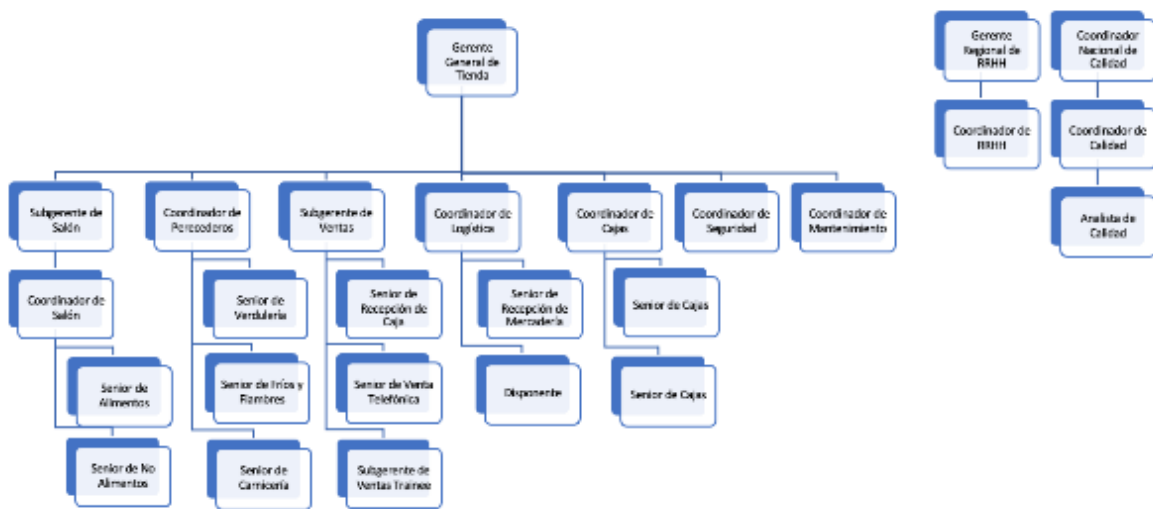 Gerente
General de
Tienda
Gerente
Regional de
RRHH
Coordinador
Nacional de
Calidad
Coordinador de
RRHH
Coordinador de
Calidad
Analista de
Calidad
Subgerente de
Salón
Coordinador de
Perecederos
Subgerente de
Ventas
Coordinador de
Logística
Coordinador de
Cajas
Coordinador de
Seguridad
Coordinador de
Mantenimiento
Coordinador de
Salón
Senior de
Verdulería
Senior de
Recepción de
Caja
Senior de
Recepción de
Mercadería
Senior de Cajas
Senior de
Alimentos
Senior de Fríos y
Fiambres
Senior de Venta
Telefónica
Disponente
Senior de Cajas
Senior de No
Alimentos
Senior de
Carnicería
Subgerente de
Ventas Trainee